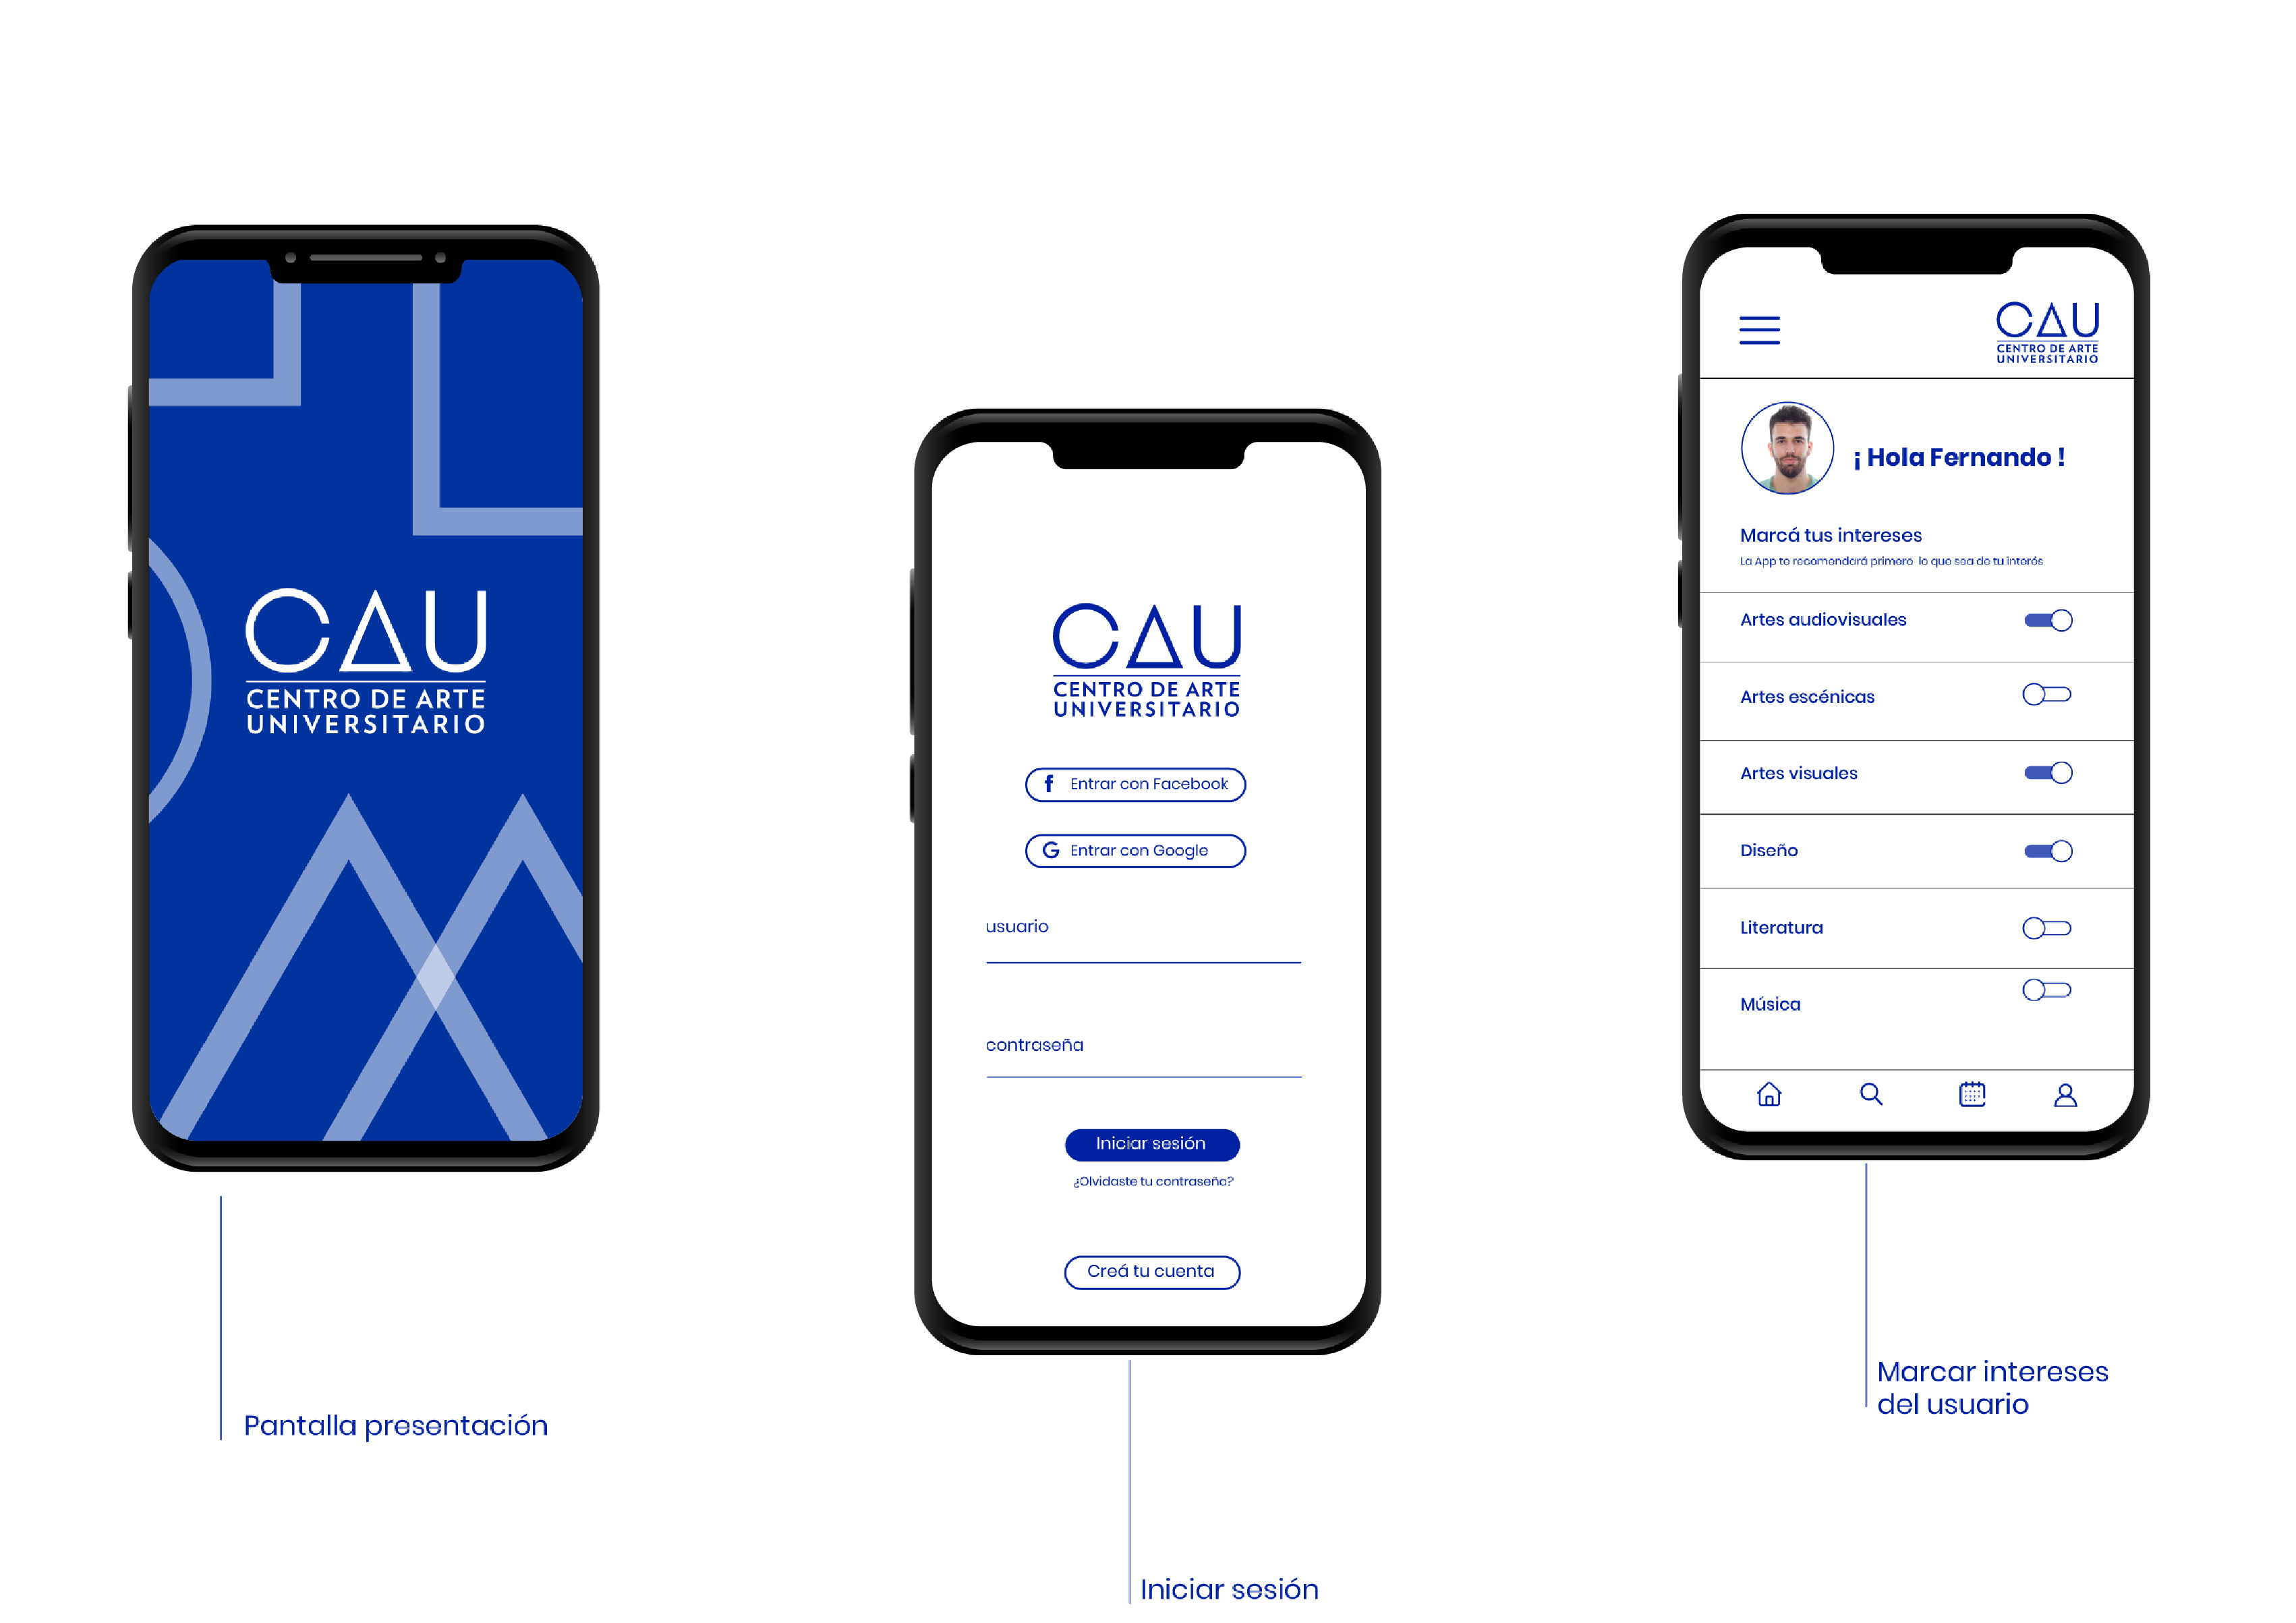 CAU
CENTRO DE ARTE
UNIVERSITARIO
Pantalla presentación
CAU
CENTRO DE ARTE
UNIVERSITARIO
f Entrar con Facebook
G Entrar con Google
usuario
contraseña
Iniciar sesión
¿Olvidaste tu contraseña?
Creá tu cuenta
Iniciar sesión
CAU
CENTRO DE ARTE
UNIVERSITARIO
¡ Hola Fernando !
Marcá tus intereses
La App te recomendará primero lo que sea de tu interés
Artes audiovisuales
Artes escénicas
Artes visuales
Diseño
Literatura
Música
Marcar intereses
del usuario